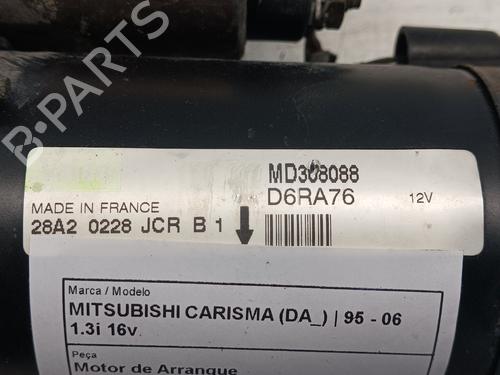 B-PARTS
MD308088
D6RA76 12V
MADE IN FRANCE
28A2 0228 JCR B 1
Marca / Modelo
MITSUBISHI CARISMA (DA_) | 95 - 06
1.3i 16v
Peça
Motor de Arranque